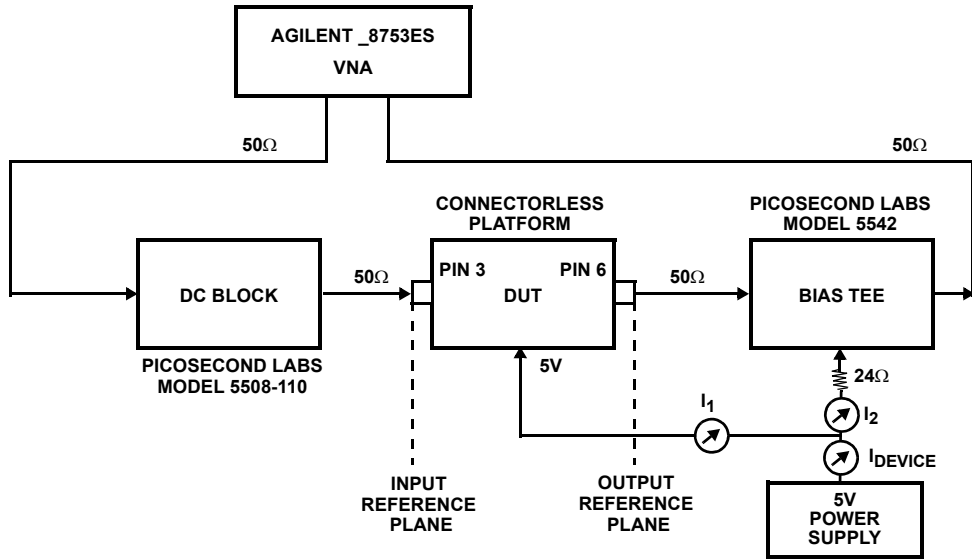 AGILENT _8753ES
VNA
50Ω
50Ω
CONNECTORLESS
PLATFORM
PICOSECOND LABS
MODEL 5542
DC BLOCK
50Ω
PIN 3
PIN 6
DUT
50Ω
BIAS TEE
PICOSECOND LABS
MODEL 5508-110
5V
24Ω
I1
I2
IDEVICE
INPUT
REFERENCE
PLANE
OUTPUT
REFERENCE
PLANE
5V
POWER
SUPPLY